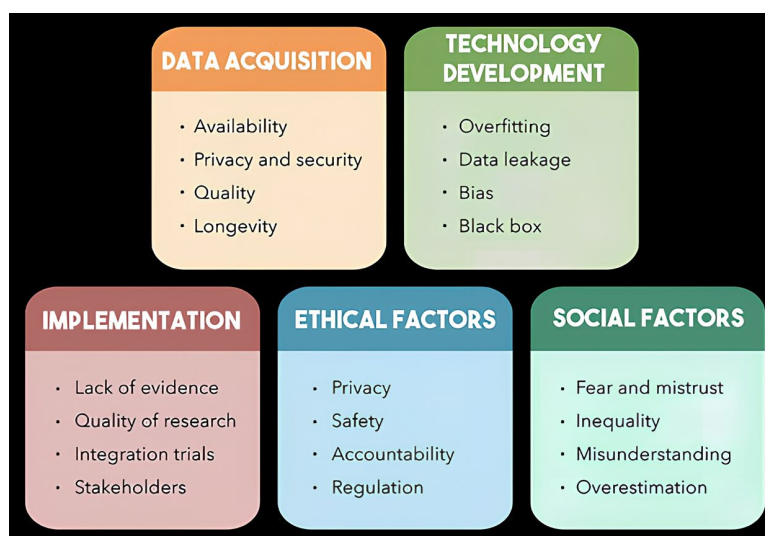 DATA ACQUISITION
• Availability
• Privacy and security
• Quality
• Longevity
TECHNOLOGY
DEVELOPMENT
• Overfitting
• Data leakage
• Bias
• Black box
IMPLEMENTATION
• Lack of evidence
• Quality of research
• Integration trials
• Stakeholders
ETHICAL FACTORS
• Privacy
• Safety
• Accountability
• Regulation
SOCIAL FACTORS
• Fear and mistrust
• Inequality
• Misunderstanding
• Overestimation